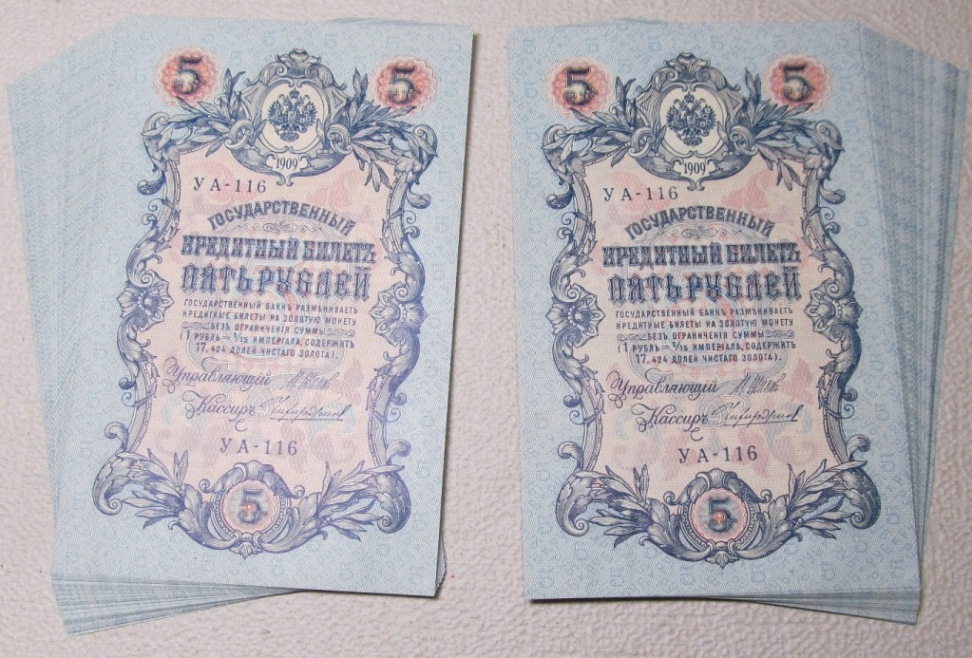 5 5
1909
УА-116
ГОСУДАРСТВЕННЫЙ
КРЕДИТНЫЙ БИЛЕТЪ
ПЯТЬ РУБЛЕЙ
ГОСУДАРСТВЕННЫЙ БАНКЪ РАЗМѢНИВАЕТЪ
КРЕДИТНЫЕ БИЛЕТЫ НА ЗОЛОТУЮ МОНЕТУ
БЕЗЪ ОГРАНИЧЕНІЯ СУММЫ
(1 РУБЛЬ = 1/15 ИМПЕРІАЛА, СОДЕРЖИТЪ
17,424 ДОЛЕЙ ЧИСТАГО ЗОЛОТА).
Управляющій
Кассиръ
УА-116
5
5 5
1909
УА-116
ГОСУДАРСТВЕННЫЙ
КРЕДИТНЫЙ БИЛЕТЪ
ПЯТЬ РУБЛЕЙ
ГОСУДАРСТВЕННЫЙ БАНКЪ РАЗМѢНИВАЕТЪ
КРЕДИТНЫЕ БИЛЕТЫ НА ЗОЛОТУЮ МОНЕТУ
БЕЗЪ ОГРАНИЧЕНІЯ СУММЫ
(1 РУБЛЬ = 1/15 ИМПЕРІАЛА, СОДЕРЖИТЪ
17,424 ДОЛЕЙ ЧИСТАГО ЗОЛОТА).
Управляющій
Кассиръ
УА-116
5